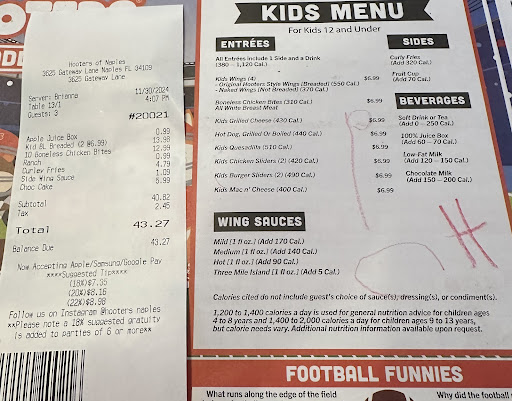 Hooters of Naples
3625 Gateway Lane Naples FL 34109
3625 Gateway Lane
Server: Brianna 11/30/2024
Table 13/1 4:07 PM
Guests: 3
#20021
Apple Juice Box 0.99
Kid BL Breaded (2 @6.99) 13.98
10 Boneless Chicken Bites 12.99
Ranch 0.99
Curley Fries 4.79
Side Wing Sauce 1.09
Choc Cake 5.99
Subtotal 40.82
Tax 2.45
Total 43.27
Balance Due 43.27
Now Accepting Apple/Samsung/Google Pay
****Suggested Tip****
(18%)$7.35
(20%)$8.16
(22%)$8.98
Follow us on Instagram @hooters_naples
**Please note a 18% suggested gratuity
is added to parties of 6 or more**
KIDS MENU
For Kids 12 and Under
ENTRÉES
All Entrées Include 1 Side and a Drink
(380 – 1,120 Cal.)
Kids Wings (4) $6.99
- Original Hooters Style Wings (Breaded) (550 Cal.)
- Naked Wings (Not Breaded) (370 Cal.)
Boneless Chicken Bites (310 Cal.) $6.99
All White Breast Meat
Kids Grilled Cheese (430 Cal.) $6.99
Hot Dog, Grilled Or Boiled (440 Cal.) $6.99
Kids Quesadilla (510 Cal.) $6.99
Kids Chicken Sliders (2) (420 Cal.) $6.99
Kids Burger Sliders (2) (490 Cal.) $6.99
Kids Mac n' Cheese (400 Cal.) $6.99
SIDES
Curly Fries
(Add 320 Cal.)
Fruit Cup
(Add 70 Cal.)
BEVERAGES
Soft Drink or Tea
(Add 0 – 250 Cal.)
100% Juice Box
(Add 60 – 70 Cal.)
Low-Fat Milk
(Add 120 – 150 Cal.)
Chocolate Milk
(Add 150 – 200 Cal.)
WING SAUCES
Mild [1 fl oz.] (Add 170 Cal.)
Medium [1 fl oz.] (Add 140 Cal.)
Hot [1 fl oz.] (Add 90 Cal.)
Three Mile Island [1 fl oz.] (Add 5 Cal.)
H
Calories cited do not include guest's choice of sauce(s), dressing(s), or condiment(s).
1,200 to 1,400 calories a day is used for general nutrition advice for children ages
4 to 8 years and 1,400 to 2,000 calories a day for children ages 9 to 13 years,
but calorie needs vary. Additional nutrition information available upon request.
FOOTBALL FUNNIES
What runs along the edge of the field
Why did the football